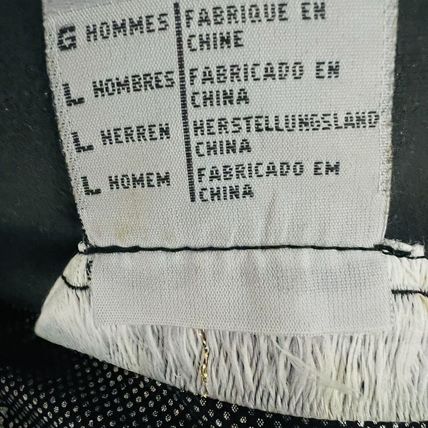 G HOMMES FABRIQUE EN
CHINE
L HOMBRES FABRICADO EN
CHINA
L HERREN HERSTELLUNGSLAND
CHINA
L HOMEM FABRICADO EM
CHINA